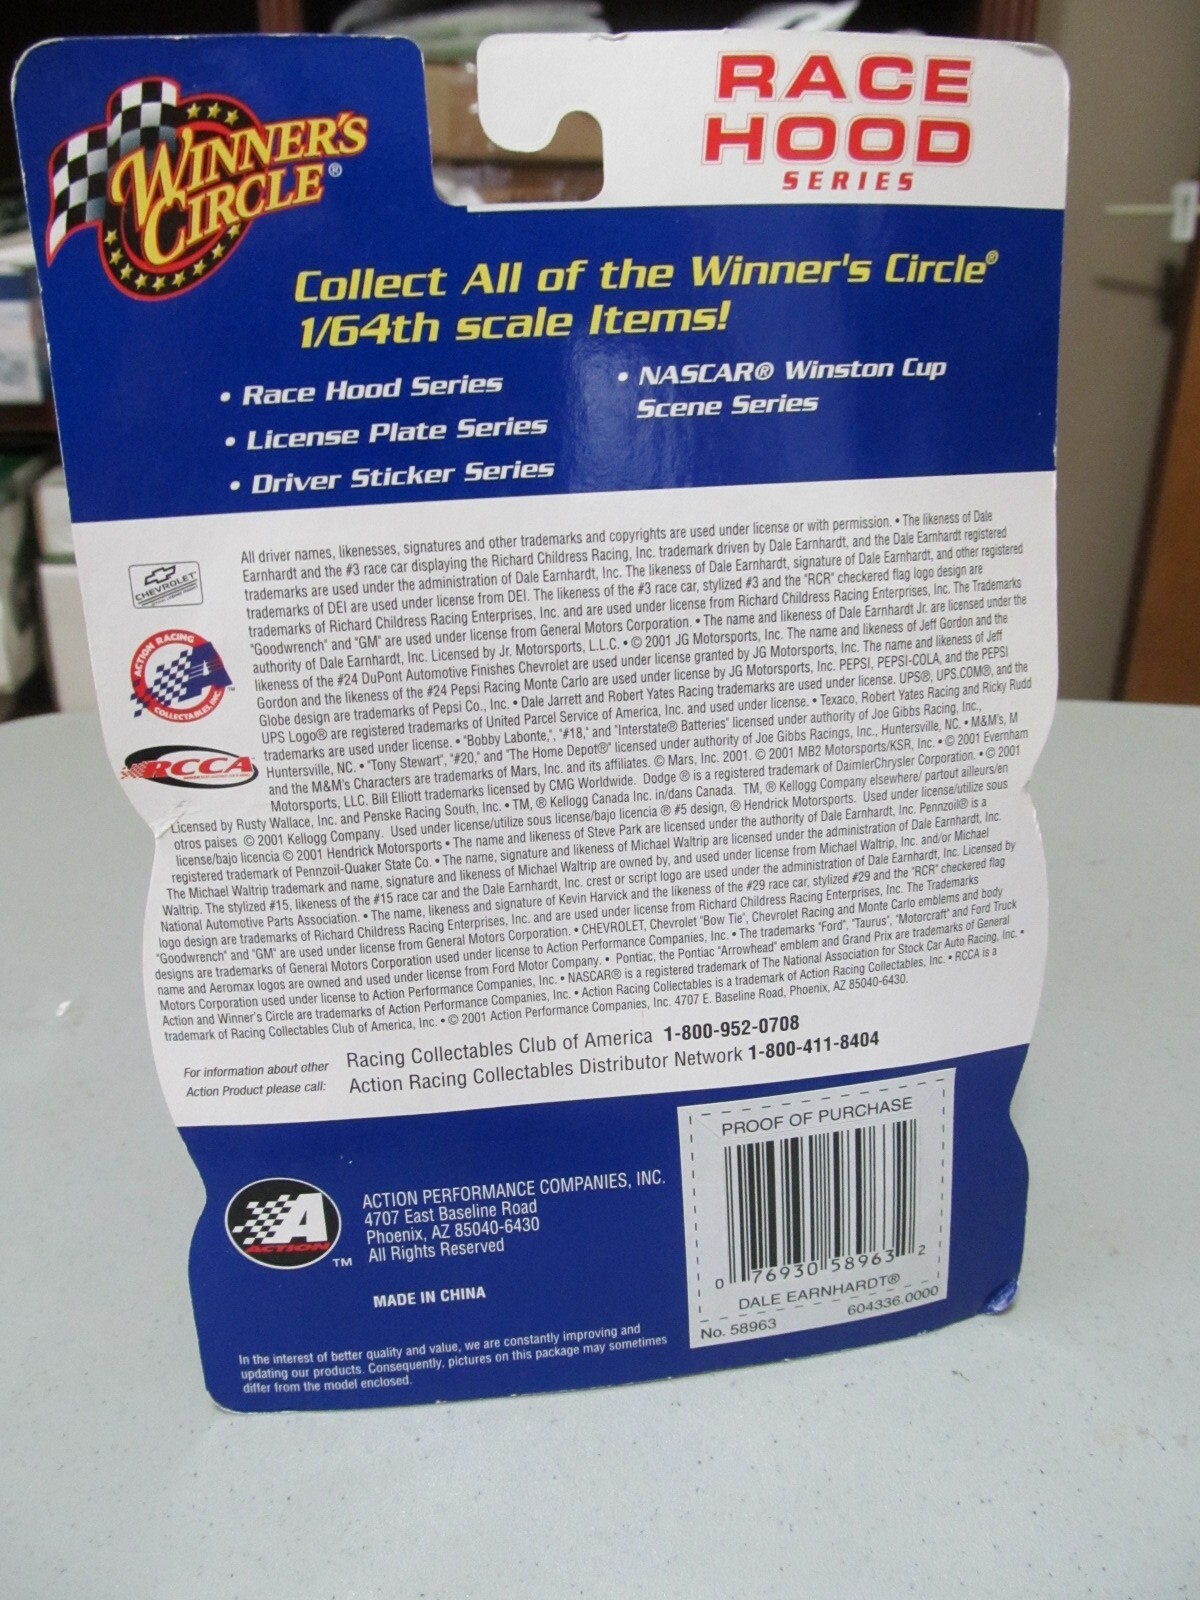 WINNER'S
CIRCLE®
RACE
HOOD
SERIES
Collect All of the Winner's Circle®
1/64th scale Items!
• Race Hood Series
• License Plate Series
• Driver Sticker Series
• NASCAR® Winston Cup
Scene Series
CHEVROLET
ACTION RACING
COLLECTABLES, INC.
TM
RCCA
All driver names, likenesses, signatures and other trademarks and copyrights are used under license or with permission. • The likeness of Dale
Earnhardt and the #3 race car displaying the Richard Childress Racing, Inc. trademark driven by Dale Earnhardt, and the Dale Earnhardt registered
trademarks are used under the administration of Dale Earnhardt, Inc. The likeness of Dale Earnhardt, signature of Dale Earnhardt, and other registered
trademarks of DEI are used under license from DEI. The likeness of the #3 race car, stylized #3 and the "RCR" checkered flag logo design are
trademarks of Richard Childress Racing Enterprises, Inc. and are used under license from Richard Childress Racing Enterprises, Inc. The Trademarks
"Goodwrench" and "GM" are used under license from General Motors Corporation. • The name and likeness of Dale Earnhardt Jr. are licensed under the
authority of Dale Earnhardt, Inc. Licensed by Jr. Motorsports, L.L.C. • © 2001 JG Motorsports, Inc. The name and likeness of Jeff Gordon and the
likeness of the #24 DuPont Automotive Finishes Chevrolet are used under license granted by JG Motorsports, Inc. The name and likeness of Jeff
Gordon and the likeness of the #24 Pepsi Racing Monte Carlo are used under license by JG Motorsports, Inc. PEPSI, PEPSI-COLA, and the PEPSI
Globe design are trademarks of Pepsi Co., Inc. • Dale Jarrett and Robert Yates Racing trademarks are used under license. UPS®, UPS.COM®, and the
UPS Logo® are registered trademarks of United Parcel Service of America, Inc. and used under license. • Texaco, Robert Yates Racing and Ricky Rudd
trademarks are used under license. • "Bobby Labonte,", "#18," and "Interstate® Batteries" licensed under authority of Joe Gibbs Racing, Inc.,
Huntersville, NC. • "Tony Stewart", "#20," and "The Home Depot®" licensed under authority of Joe Gibbs Racings, Inc., Huntersville, NC. • M&M's, M
and the M&M's Characters are trademarks of Mars, Inc. and its affiliates. © Mars, Inc. 2001. © 2001 MB2 Motorsports/KSR, Inc. • © 2001 Evernham
Motorsports, LLC. Bill Elliott trademarks licensed by CMG Worldwide. Dodge ® is a registered trademark of DaimlerChrysler Corporation. • © 2001
Licensed by Rusty Wallace, Inc. and Penske Racing South, Inc. • TM, ® Kellogg Canada Inc. in/dans Canada. TM, ® Kellogg Company elsewhere/ partout ailleurs/en
otros paises © 2001 Kellogg Company. Used under license/utilize sous license/bajo licencia ® #5 design, ® Hendrick Motorsports. Used under license/utilize sous
license/bajo licencia © 2001 Hendrick Motorsports • The name and likeness of Steve Park are licensed under the authority of Dale Earnhardt, Inc. Pennzoil® is a
registered trademark of Pennzoil-Quaker State Co. • The name, signature and likeness of Michael Waltrip are licensed under the administration of Dale Earnhardt, Inc.
The Michael Waltrip trademark and name, signature and likeness of Michael Waltrip are owned by, and used under license from Michael Waltrip, Inc. and/or Michael
Waltrip. The stylized #15, likeness of the #15 race car and the Dale Earnhardt, Inc. crest or script logo are used under the administration of Dale Earnhardt, Inc. Licensed by
National Automotive Parts Association. • The name, likeness and signature of Kevin Harvick and the likeness of the #29 race car, stylized #29 and the "RCR" checkered flag
logo design are trademarks of Richard Childress Racing Enterprises, Inc. and are used under license from Richard Childress Racing Enterprises, Inc. The Trademarks
"Goodwrench" and "GM" are used under license from General Motors Corporation. • CHEVROLET, Chevrolet "Bow Tie", Chevrolet Racing and Monte Carlo emblems and body
designs are trademarks of General Motors Corporation used under license to Action Performance Companies, Inc. • The trademarks "Ford", "Taurus", "Motorcraft" and Ford Truck
name and Aeromax logos are owned and used under license from Ford Motor Company. • Pontiac, the Pontiac "Arrowhead" emblem and Grand Prix are trademarks of General
Motors Corporation used under license to Action Performance Companies, Inc. • NASCAR® is a registered trademark of The National Association for Stock Car Auto Racing, Inc. •
Action and Winner's Circle are trademarks of Action Performance Companies, Inc. • Action Racing Collectables is a trademark of Action Racing Collectables, Inc. • RCCA is a
trademark of Racing Collectables Club of America, Inc. • © 2001 Action Performance Companies, Inc. 4707 E. Baseline Road, Phoenix, AZ 85040-6430.
For information about other
Action Product please call:
Racing Collectables Club of America 1-800-952-0708
Action Racing Collectables Distributor Network 1-800-411-8404
A
ACTION
TM
ACTION PERFORMANCE COMPANIES, INC.
4707 East Baseline Road
Phoenix, AZ 85040-6430
All Rights Reserved
MADE IN CHINA
In the interest of better quality and value, we are constantly improving and
updating our products. Consequently, pictures on this package may sometimes
differ from the model enclosed.
PROOF OF PURCHASE
0 76930 58963 2
DALE EARNHARDT®
604336.0000
No. 58963